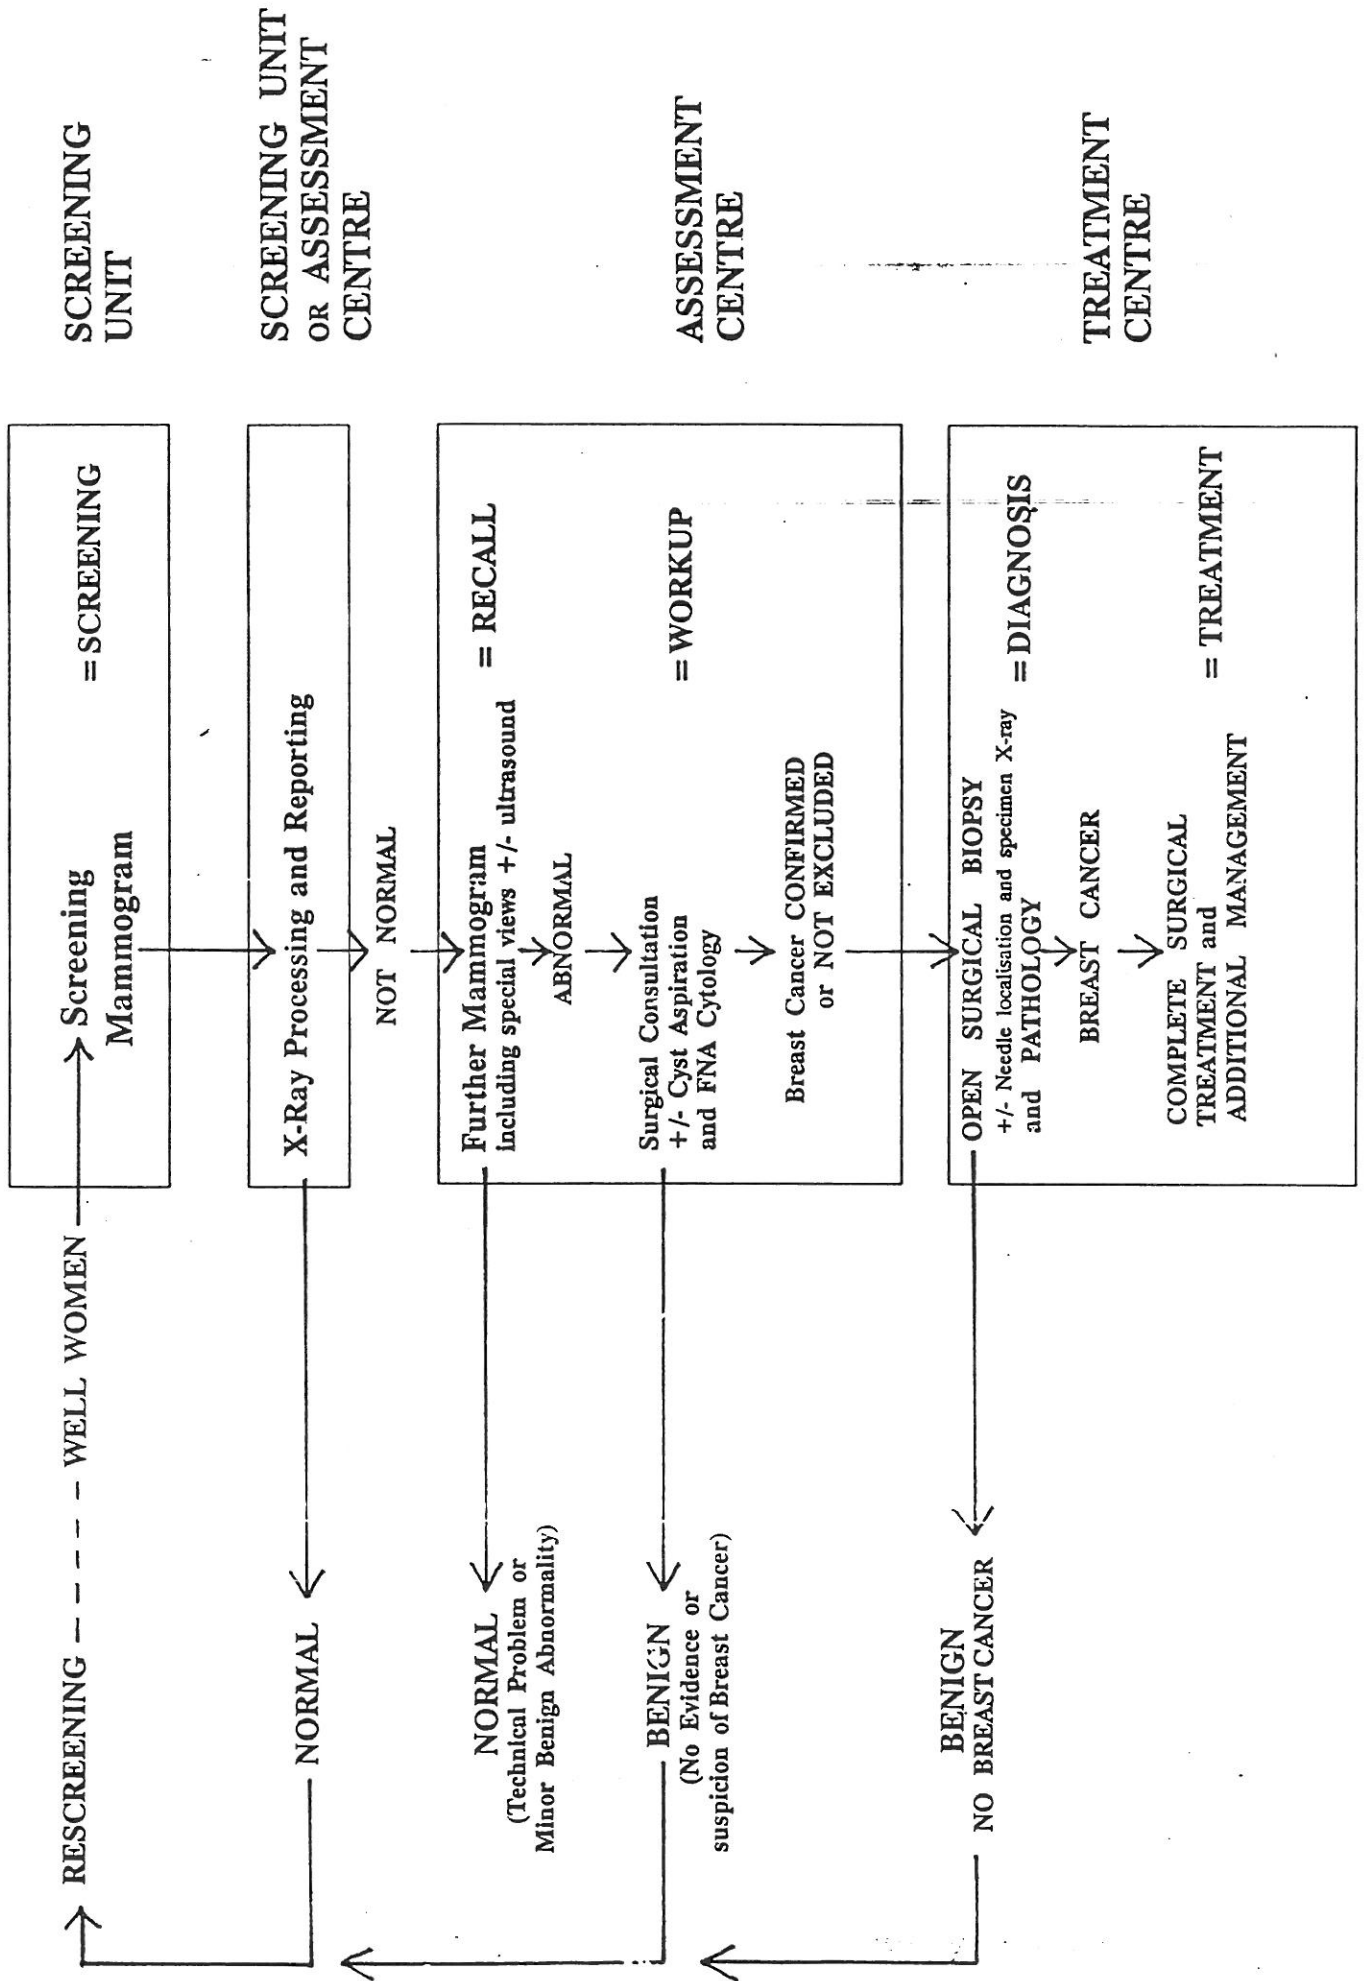 RESCREENING - - - - WELL WOMEN
Screening
Mammogram
=SCREENING
SCREENING
UNIT
NORMAL
X-Ray Processing and Reporting
SCREENING UNIT
OR ASSESSMENT
CENTRE
NOT NORMAL
NORMAL
(Technical Problem or
Minor Benign Abnormality)
Further Mammogram
including special views +/- ultrasound
= RECALL
ABNORMAL
BENIGN
(No Evidence or
suspicion of Breast Cancer)
Surgical Consultation
+/- Cyst Aspiration
and FNA Cytology
=WORKUP
ASSESSMENT
CENTRE
Breast Cancer CONFIRMED
or NOT EXCLUDED
BENIGN
NO BREAST CANCER
OPEN SURGICAL BIOPSY
+/- Needle localisation and specimen X-ray
and PATHOLOGY
=DIAGNOSIS
BREAST CANCER
TREATMENT
CENTRE
COMPLETE SURGICAL
TREATMENT and
ADDITIONAL MANAGEMENT
= TREATMENT